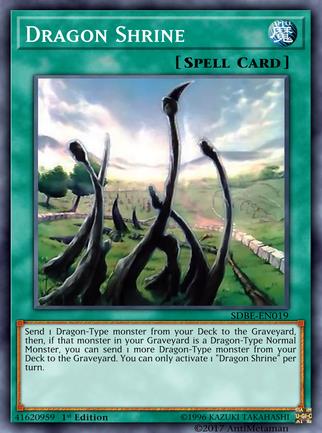 Dragon Shrine
[Spell Card]
SDBE-EN019
Send 1 Dragon-Type monster from your Deck to the Graveyard,
then, if that monster in your Graveyard is a Dragon-Type Normal
Monster, you can send 1 more Dragon-Type monster from your
Deck to the Graveyard. You can only activate 1 "Dragon Shrine" per
turn.
41620959 1st Edition ©1996 KAZUKI TAKAHASHI
©2017 AntiMetaman